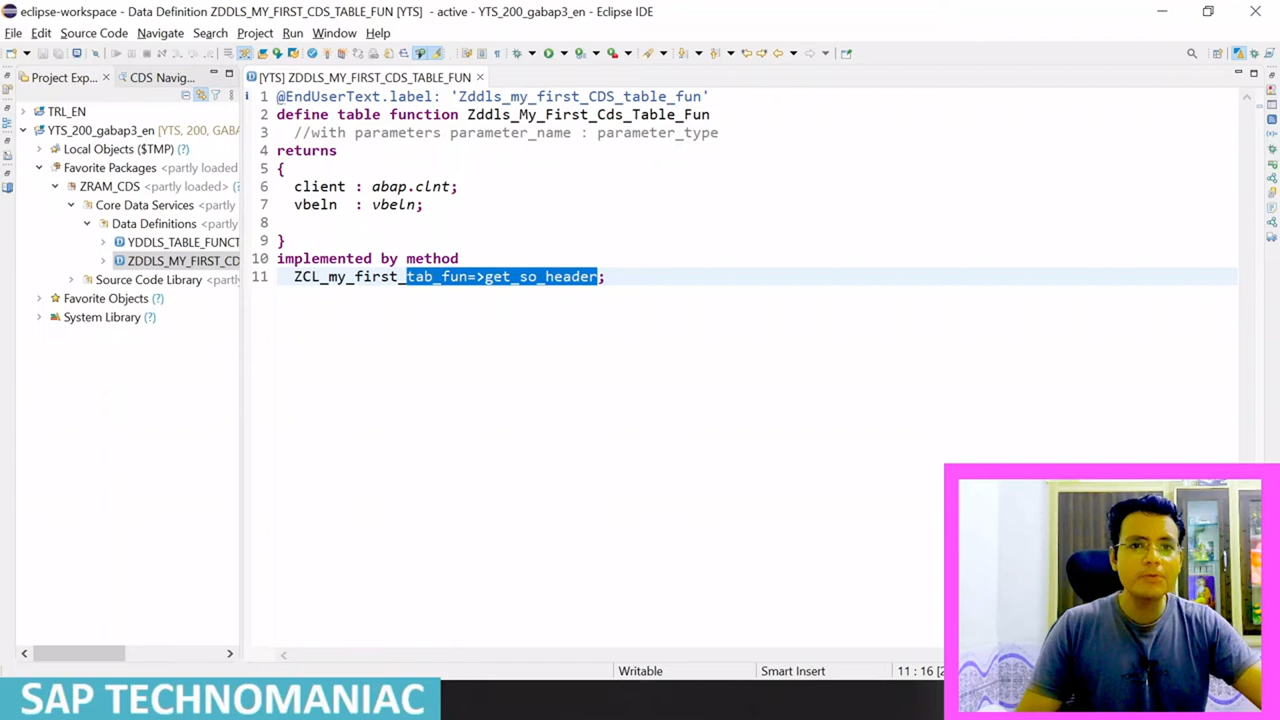 eclipse-workspace - Data Definition ZDDLS_MY_FIRST_CDS_TABLE_FUN [YTS] - active - YTS_200_gabap3_en - Eclipse IDE
File Edit Source Code Navigate Search Project Run Window Help
Project Exp... CDS Navig...
[YTS] ZDDLS_MY_FIRST_CDS_TABLE_FUN
TRL_EN
YTS_200_gabap3_en [YTS, 200, GABA
Local Objects ($TMP) (?)
Favorite Packages <partly loaded
ZRAM_CDS <partly loaded> (?
Core Data Services <partly
Data Definitions <partly
YDDLS_TABLE_FUNCT
ZDDLS_MY_FIRST_CD
Source Code Library (?)
Favorite Objects (?)
System Library (?)
1 @EndUserText.label: 'Zddls_my_first_CDS_table_fun'
2 define table function Zddls_My_First_Cds_Table_Fun
3 //with parameters parameter_name : parameter_type
4 returns
5 {
6 client : abap.clnt;
7 vbeln : vbeln;
8
9 }
10 implemented by method
11 ZCL_my_first_tab_fun=>get_so_header;
Writable Smart Insert 11 : 16 [2
SAP TECHNOMANIAC